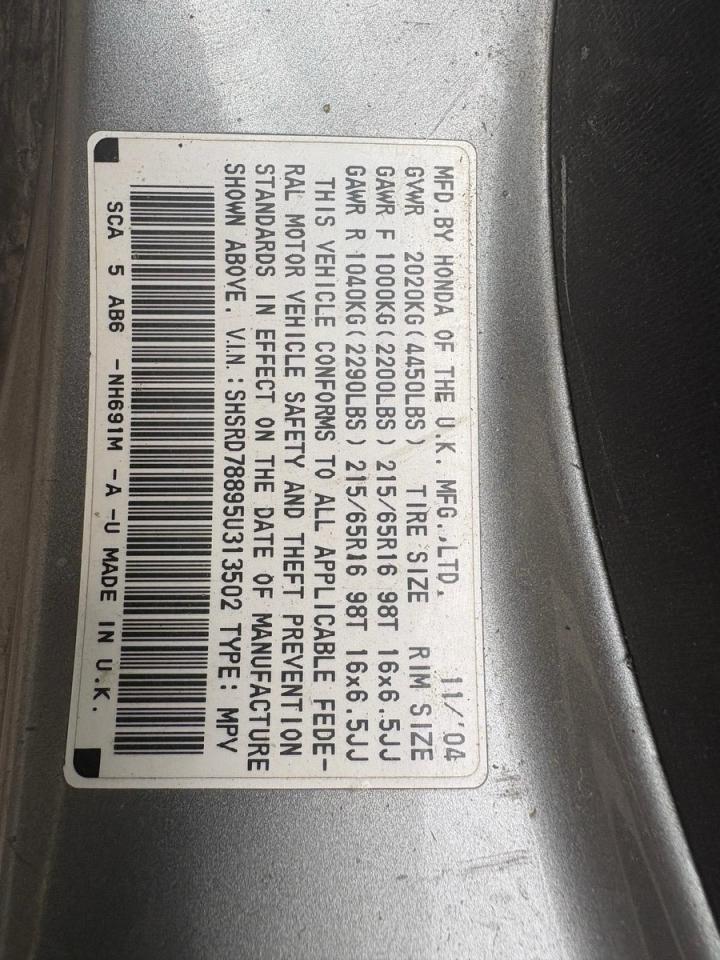 MFD.BY HONDA OF THE U.K. MFG.,LTD. 11/'04
GVWR 2020KG(4450LBS) TIRE SIZE RIM SIZE
GAWR F 1000KG(2200LBS) 215/65R16 98T 16x6.5JJ
GAWR R 1040KG(2290LBS) 215/65R16 98T 16x6.5JJ
THIS VEHICLE CONFORMS TO ALL APPLICABLE FEDE-
RAL MOTOR VEHICLE SAFETY AND THEFT PREVENTION
STANDARDS IN EFFECT ON THE DATE OF MANUFACTURE
SHOWN ABOVE. V.I.N.:SHSRD78895U313502 TYPE: MPV
SCA 5 AB6 -NH691M -A -U MADE IN U.K.